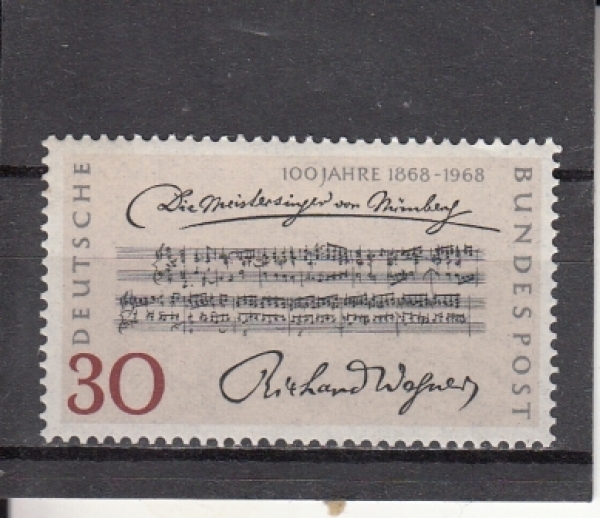 100 JAHRE 1868-1968
Die Meistersinger von Nürnberg
DEUTSCHE
BUNDESPOST
30
Richard Wagner